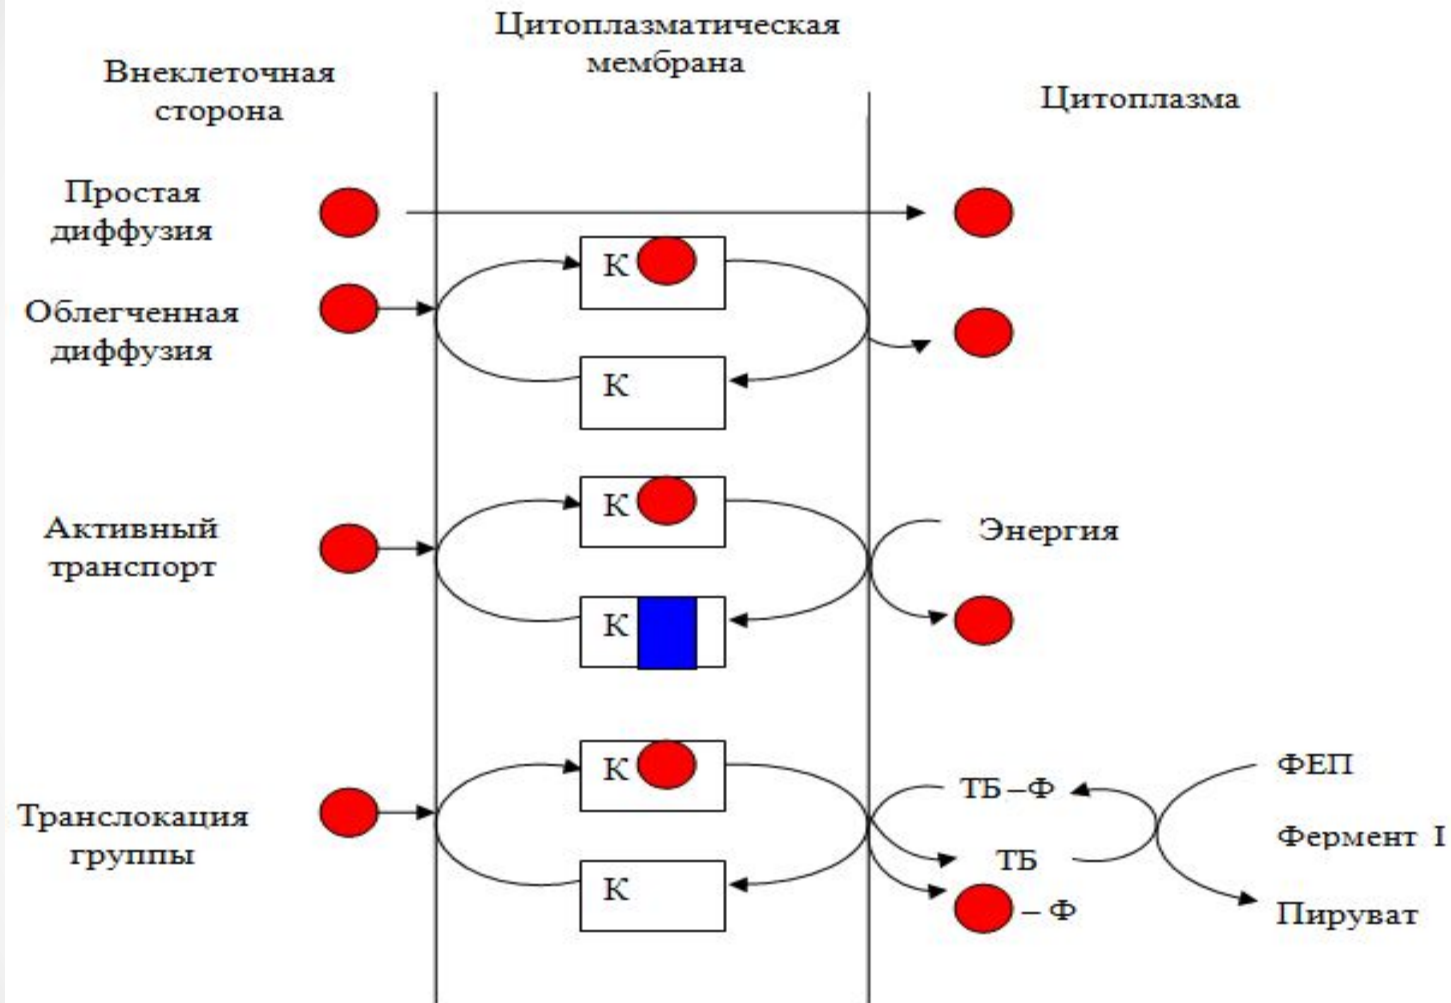 Цитоплазматическая
мембрана
Внеклеточная
сторона
Цитоплазма
Простая
диффузия
К
Облегченная
диффузия
К
К
Активный
транспорт
Энергия
К
К
Транслокация
группы
ТБ – Ф
ФЕП
Фермент I
ТБ
К
– Ф
Пируват